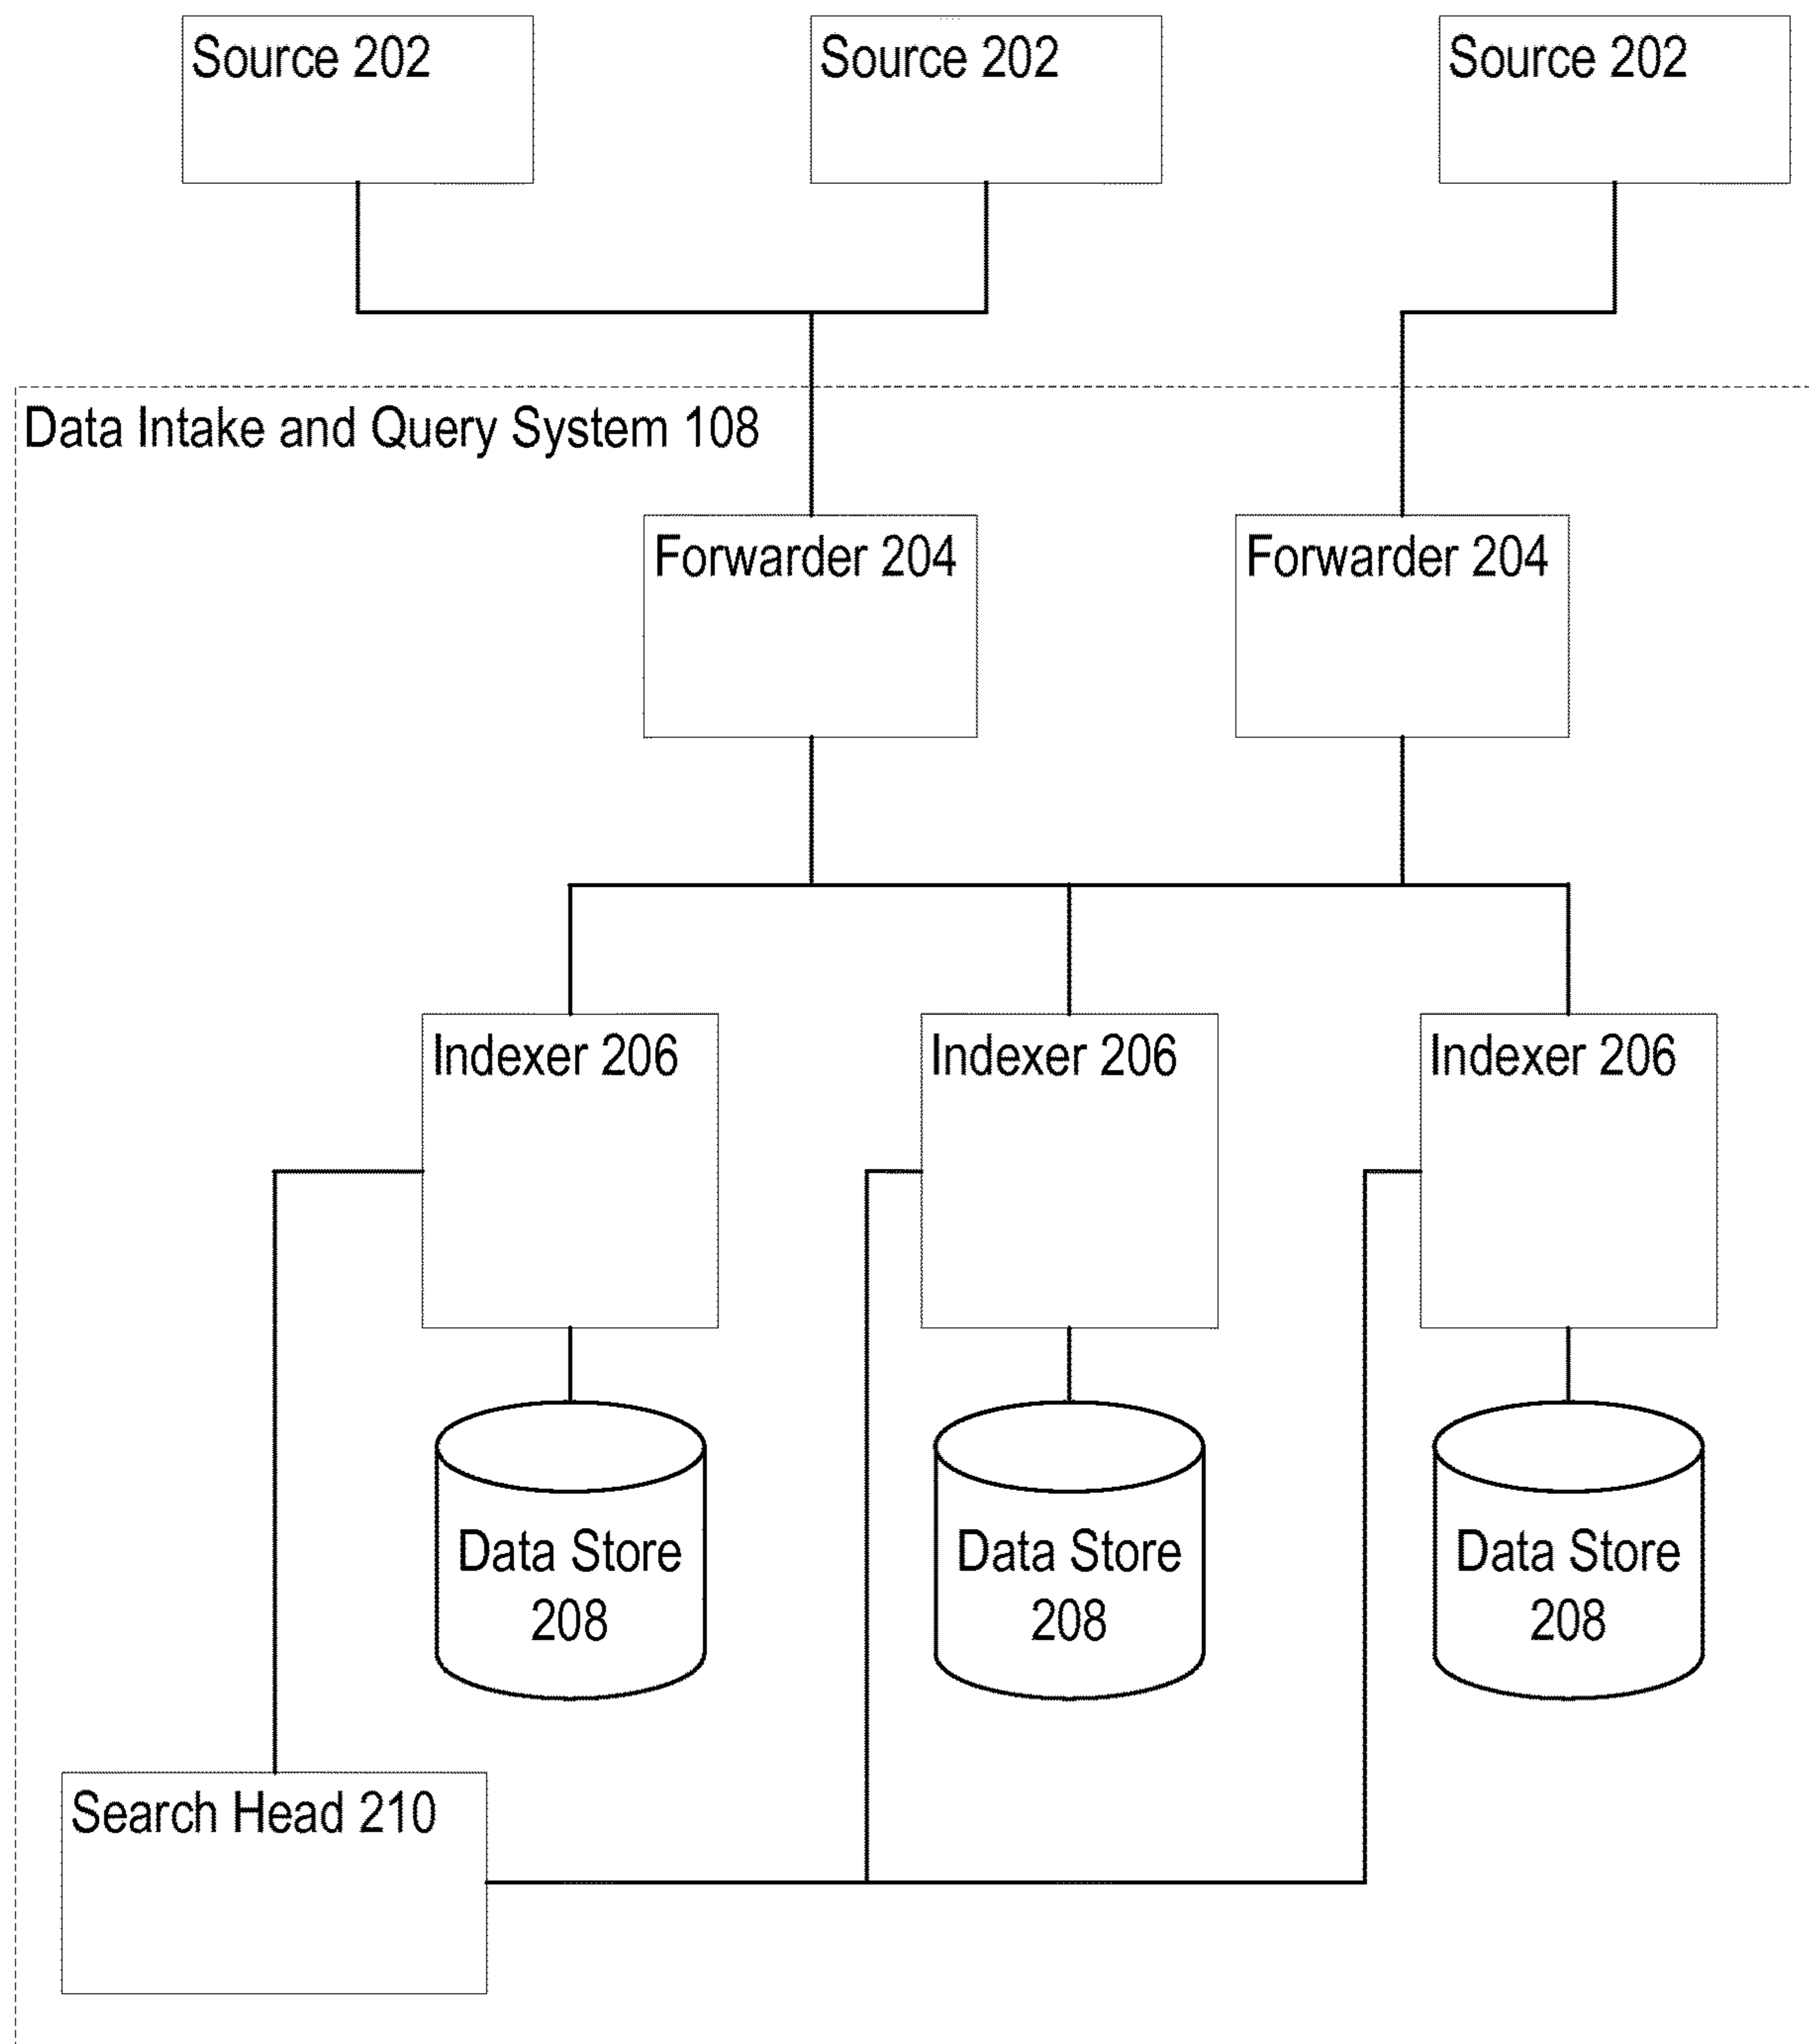 Source 202
Source 202
Source 202
Data Intake and Query System 108
Forwarder 204
Forwarder 204
Indexer 206
Indexer 206
Indexer 206
Data Store
208
Data Store
208
Data Store
208
Search Head 210